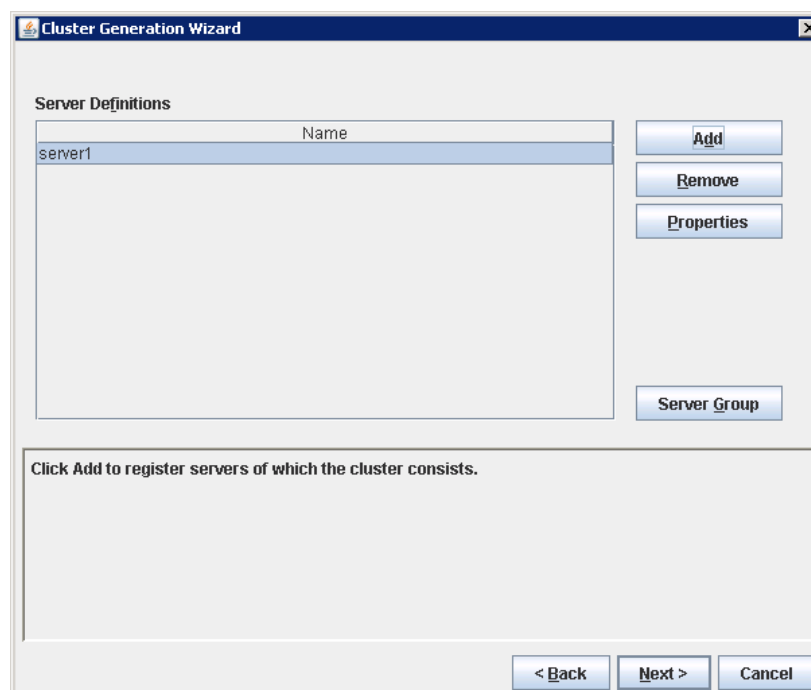 Cluster Generation Wizard
Server Definitions
Name
server1
Add
Remove
Properties
Server Group
Click Add to register servers of which the cluster consists.
< Back
Next >
Cancel